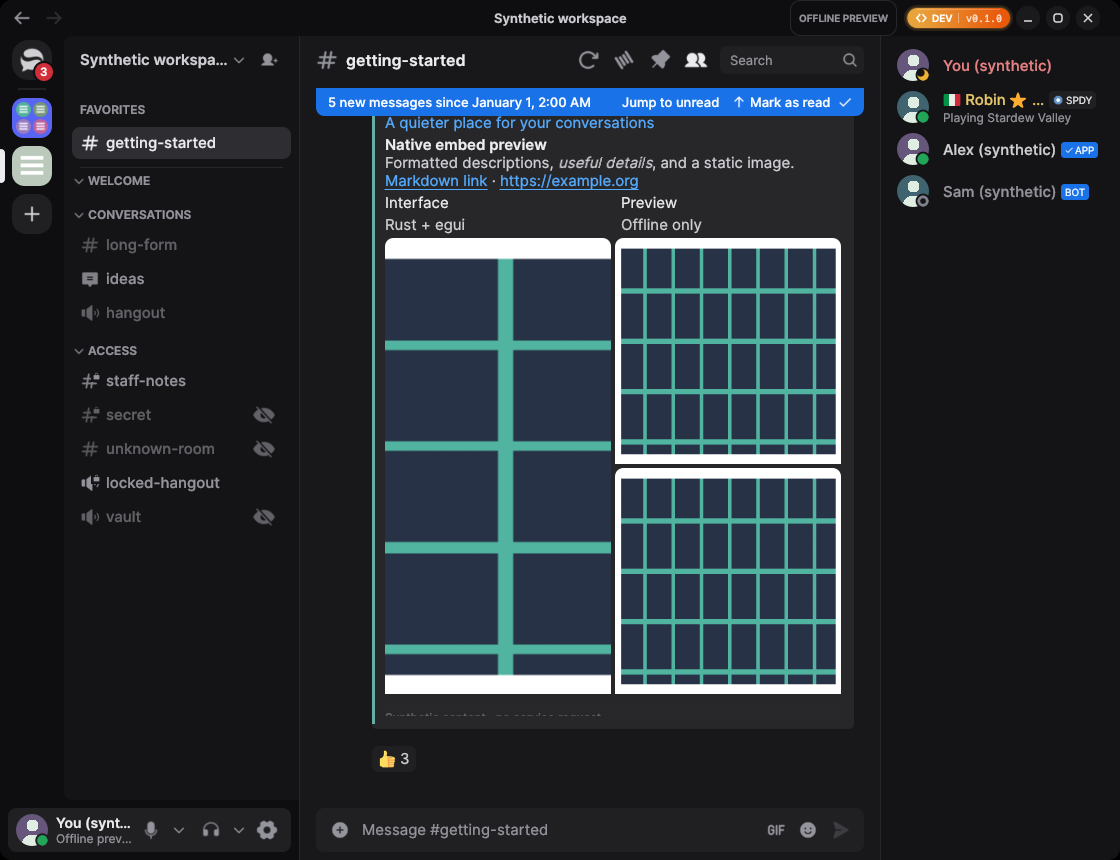 Synthetic workspace
OFFLINE PREVIEW
DEV v0.1.0
3
Synthetic workspa...
FAVORITES
getting-started
WELCOME
CONVERSATIONS
long-form
ideas
hangout
ACCESS
staff-notes
secret
unknown-room
locked-hangout
vault
You (synt...
Offline prev...
# getting-started
Search
5 new messages since January 1, 2:00 AM
Jump to unread
Mark as read
A quieter place for your conversations
Native embed preview
Formatted descriptions, useful details, and a static image.
Markdown link · https://example.org
Interface Preview
Rust + egui Offline only
Synthetic content · no service request
👍 3
Message #getting-started
GIF
You (synthetic)
Robin ⭐ ... SPDY
Playing Stardew Valley
Alex (synthetic) APP
Sam (synthetic) BOT